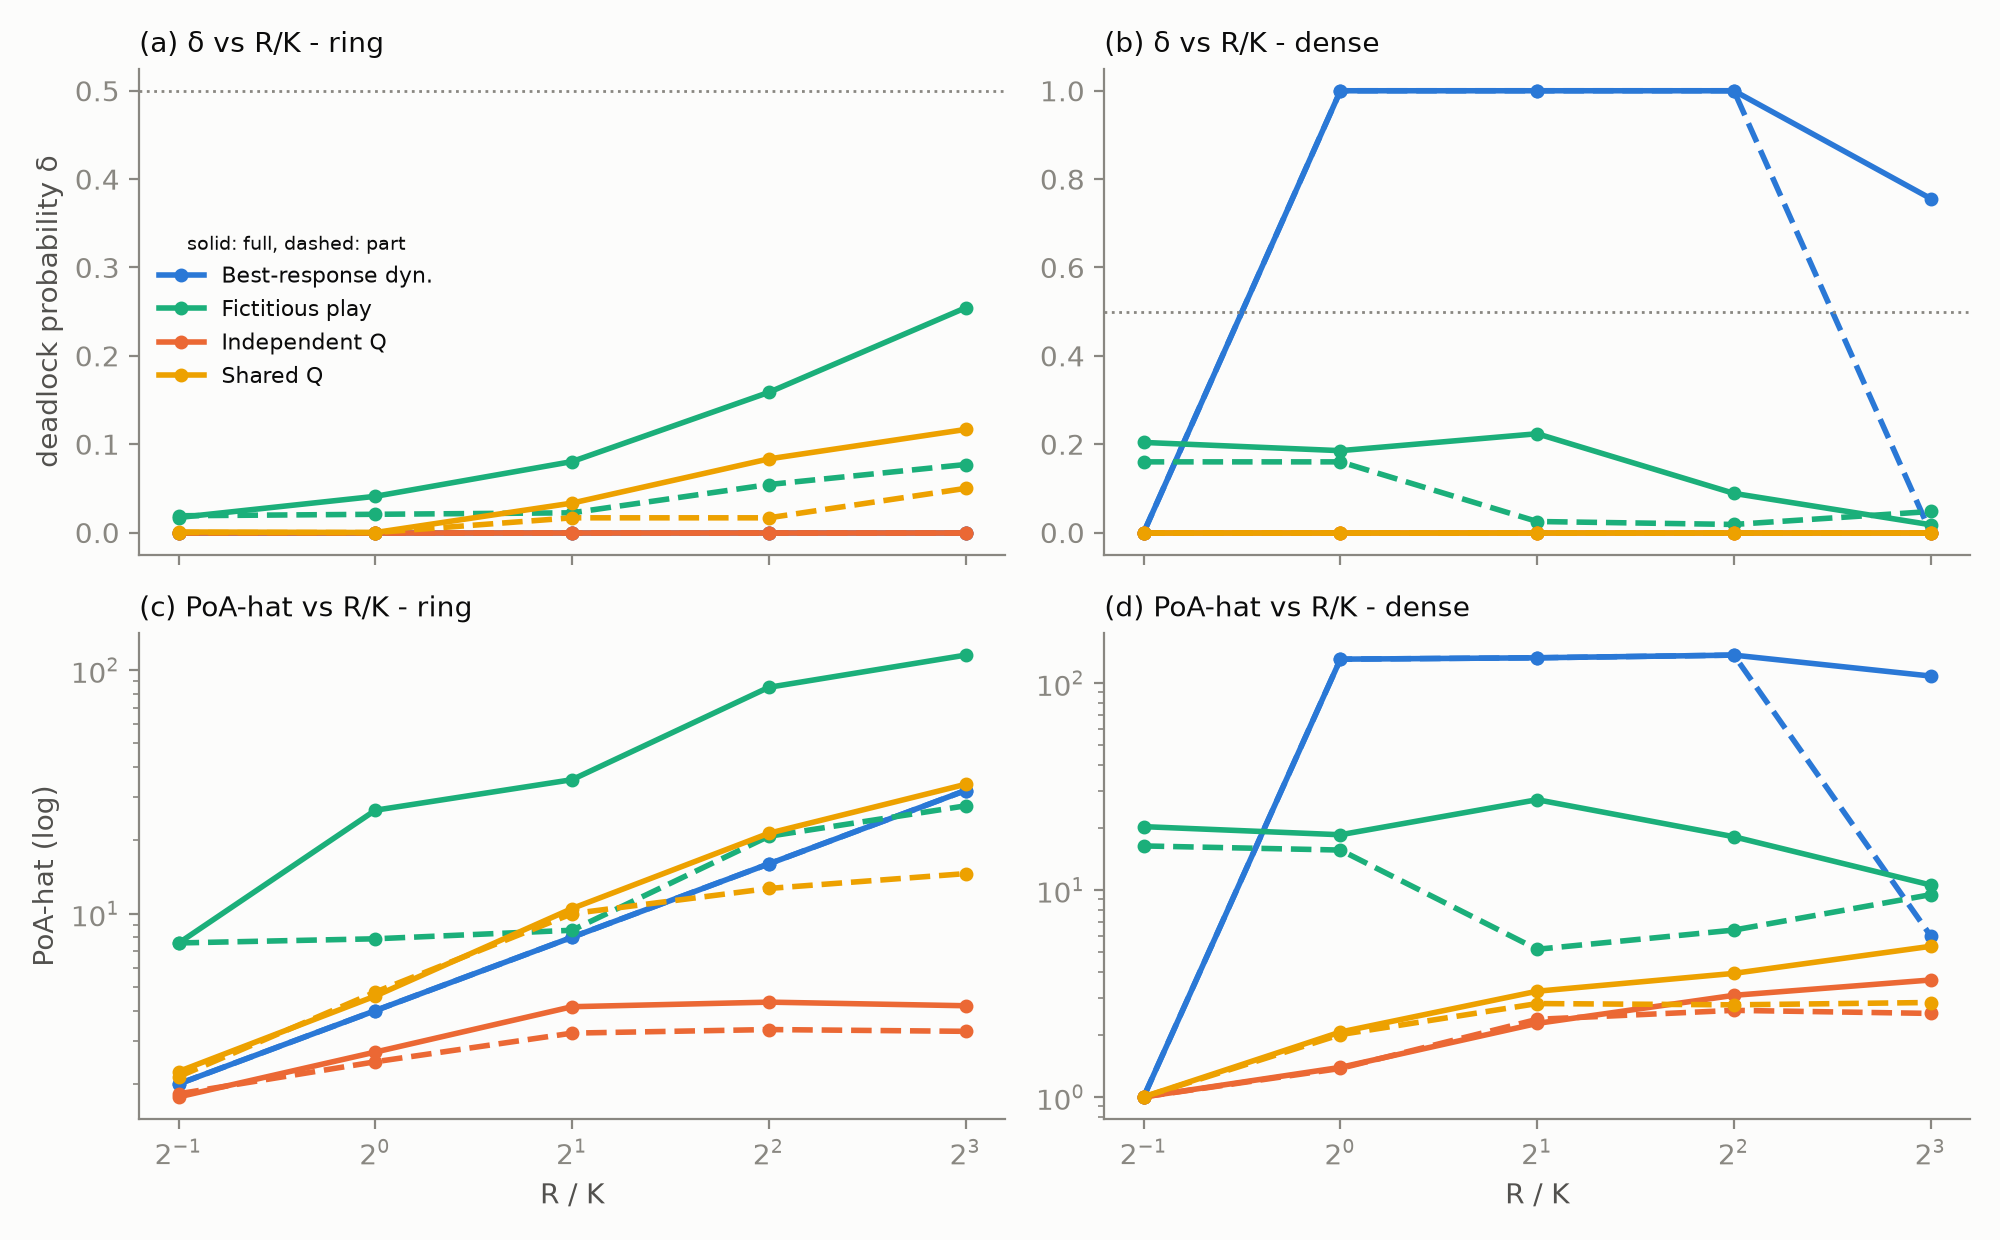 (a) δ vs R/K - ring
0.5
0.4
0.3
0.2
0.1
0.0
deadlock probability δ
solid: full, dashed: part
Best-response dyn.
Fictitious play
Independent Q
Shared Q
(b) δ vs R/K - dense
1.0
0.8
0.6
0.4
0.2
0.0
(c) PoA-hat vs R/K - ring
10²
10¹
PoA-hat (log)
2⁻¹ 2⁰ 2¹ 2² 2³
R / K
(d) PoA-hat vs R/K - dense
10²
10¹
10⁰
2⁻¹ 2⁰ 2¹ 2² 2³
R / K